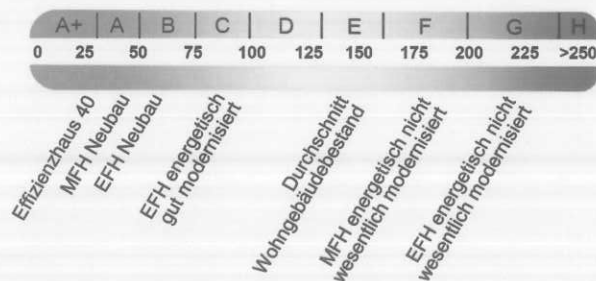 A+ A B C D E F G H
0 25 50 75 100 125 150 175 200 225 >250
Effizienzhaus 40
MFH Neubau
EFH Neubau
EFH energetisch
gut modernisiert
Durchschnitt
Wohngebäudebestand
MFH energetisch nicht
wesentlich modernisiert
EFH energetisch nicht
wesentlich modernisiert